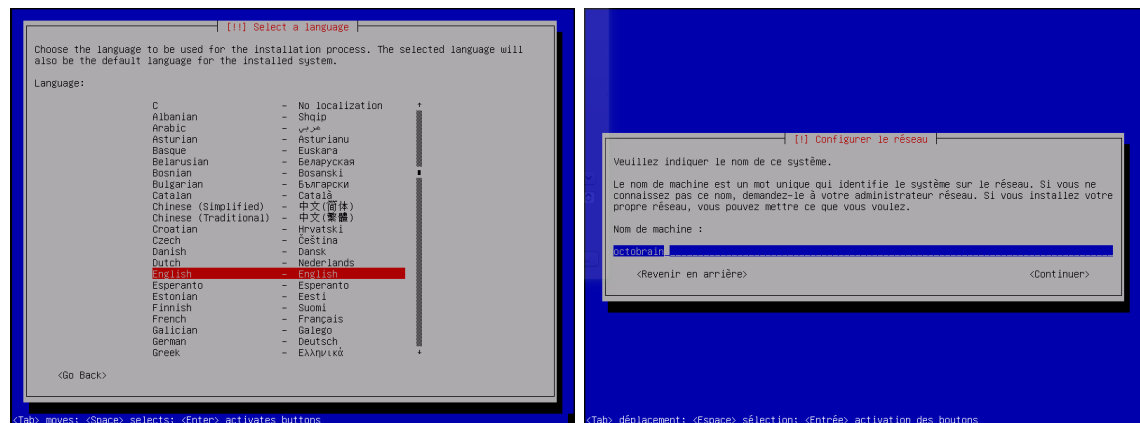 [!!] Select a language
Choose the language to be used for the installation process. The selected language will
also be the default language for the installed system.
Language:
C - No localization
Albanian - Shqip
Arabic - عربي
Asturian - Asturianu
Basque - Euskara
Belarusian - Беларуская
Bosnian - Bosanski
Bulgarian - Български
Catalan - Català
Chinese (Simplified) - 中文(简体)
Chinese (Traditional) - 中文(繁體)
Croatian - Hrvatski
Czech - Čeština
Danish - Dansk
Dutch - Nederlands
English - English
Esperanto - Esperanto
Estonian - Eesti
Finnish - Suomi
French - Français
Galician - Galego
German - Deutsch
Greek - Ελληνικά
<Go Back>
<Tab> moves; <Space> selects; <Enter> activates buttons
[!] Configurer le réseau
Veuillez indiquer le nom de ce système.
Le nom de machine est un mot unique qui identifie le système sur le réseau. Si vous ne
connaissez pas ce nom, demandez-le à votre administrateur réseau. Si vous installez votre
propre réseau, vous pouvez mettre ce que vous voulez.
Nom de machine :
octobrain
<Revenir en arrière> <Continuer>
<Tab> déplacement; <Espace> sélection; <Entrée> activation des boutons